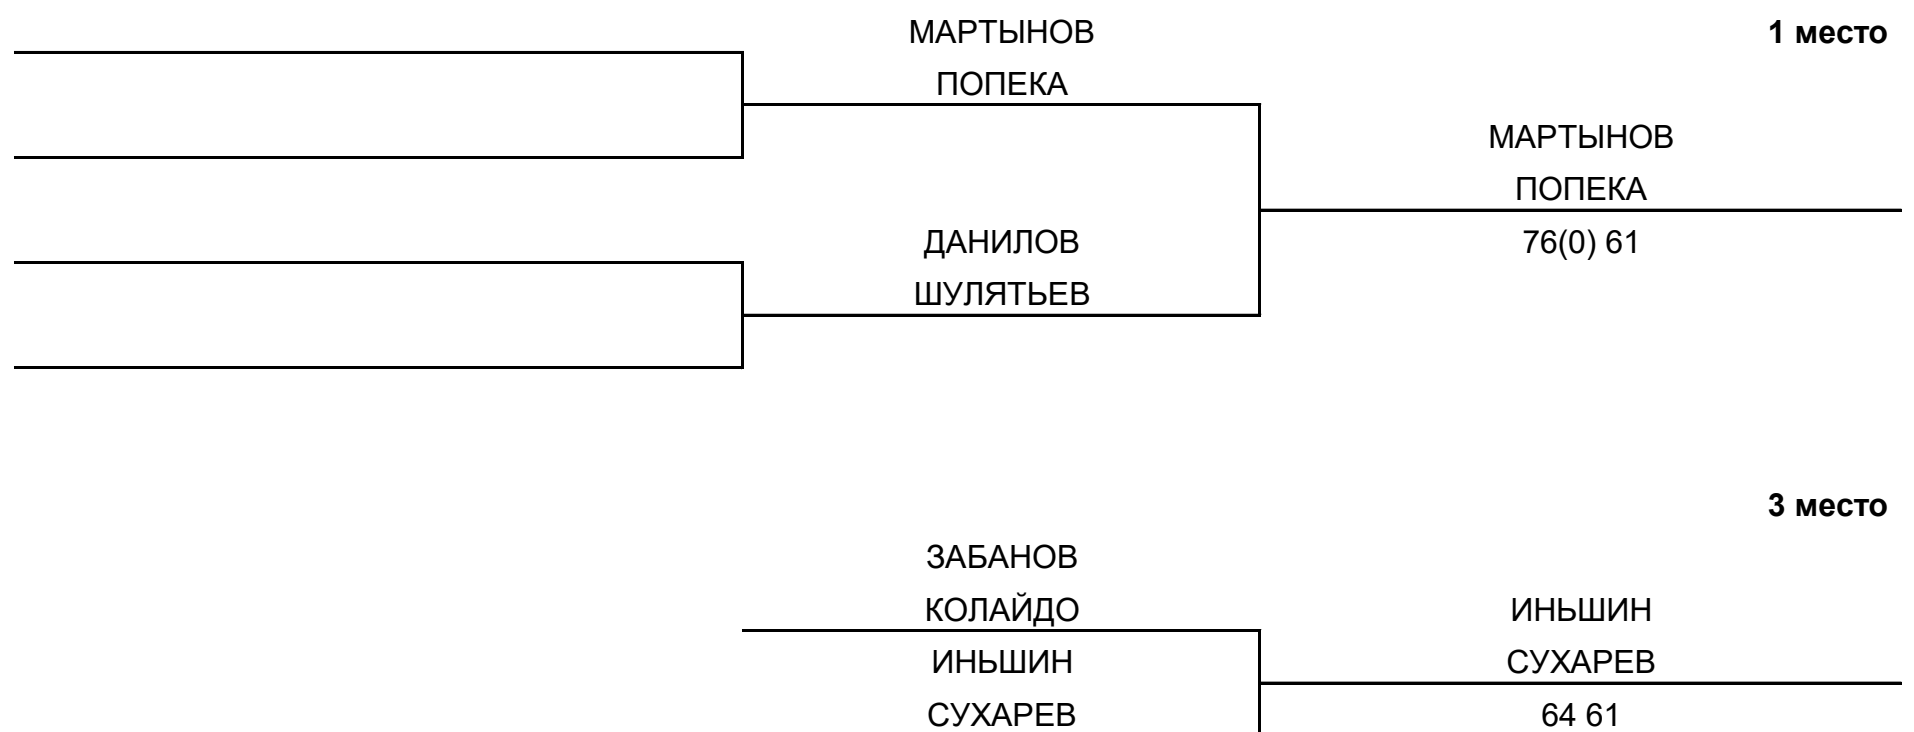 МАРТЫНОВ
1 место
ПОПЕКА
МАРТЫНОВ
ПОПЕКА
ДАНИЛОВ
76(0) 61
ШУЛЯТЬЕВ
3 место
ЗАБАНОВ
КОЛАЙДО
ИНЬШИН
ИНЬШИН
СУХАРЕВ
СУХАРЕВ
64 61